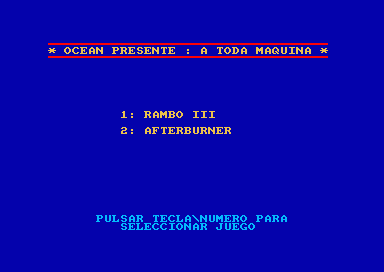 * OCEAN PRESENTE : A TODA MAQUINA *
1: RAMBO III
2: AFTERBURNER
PULSAR TECLA\NUMERO PARA
SELECCIONAR JUEGO